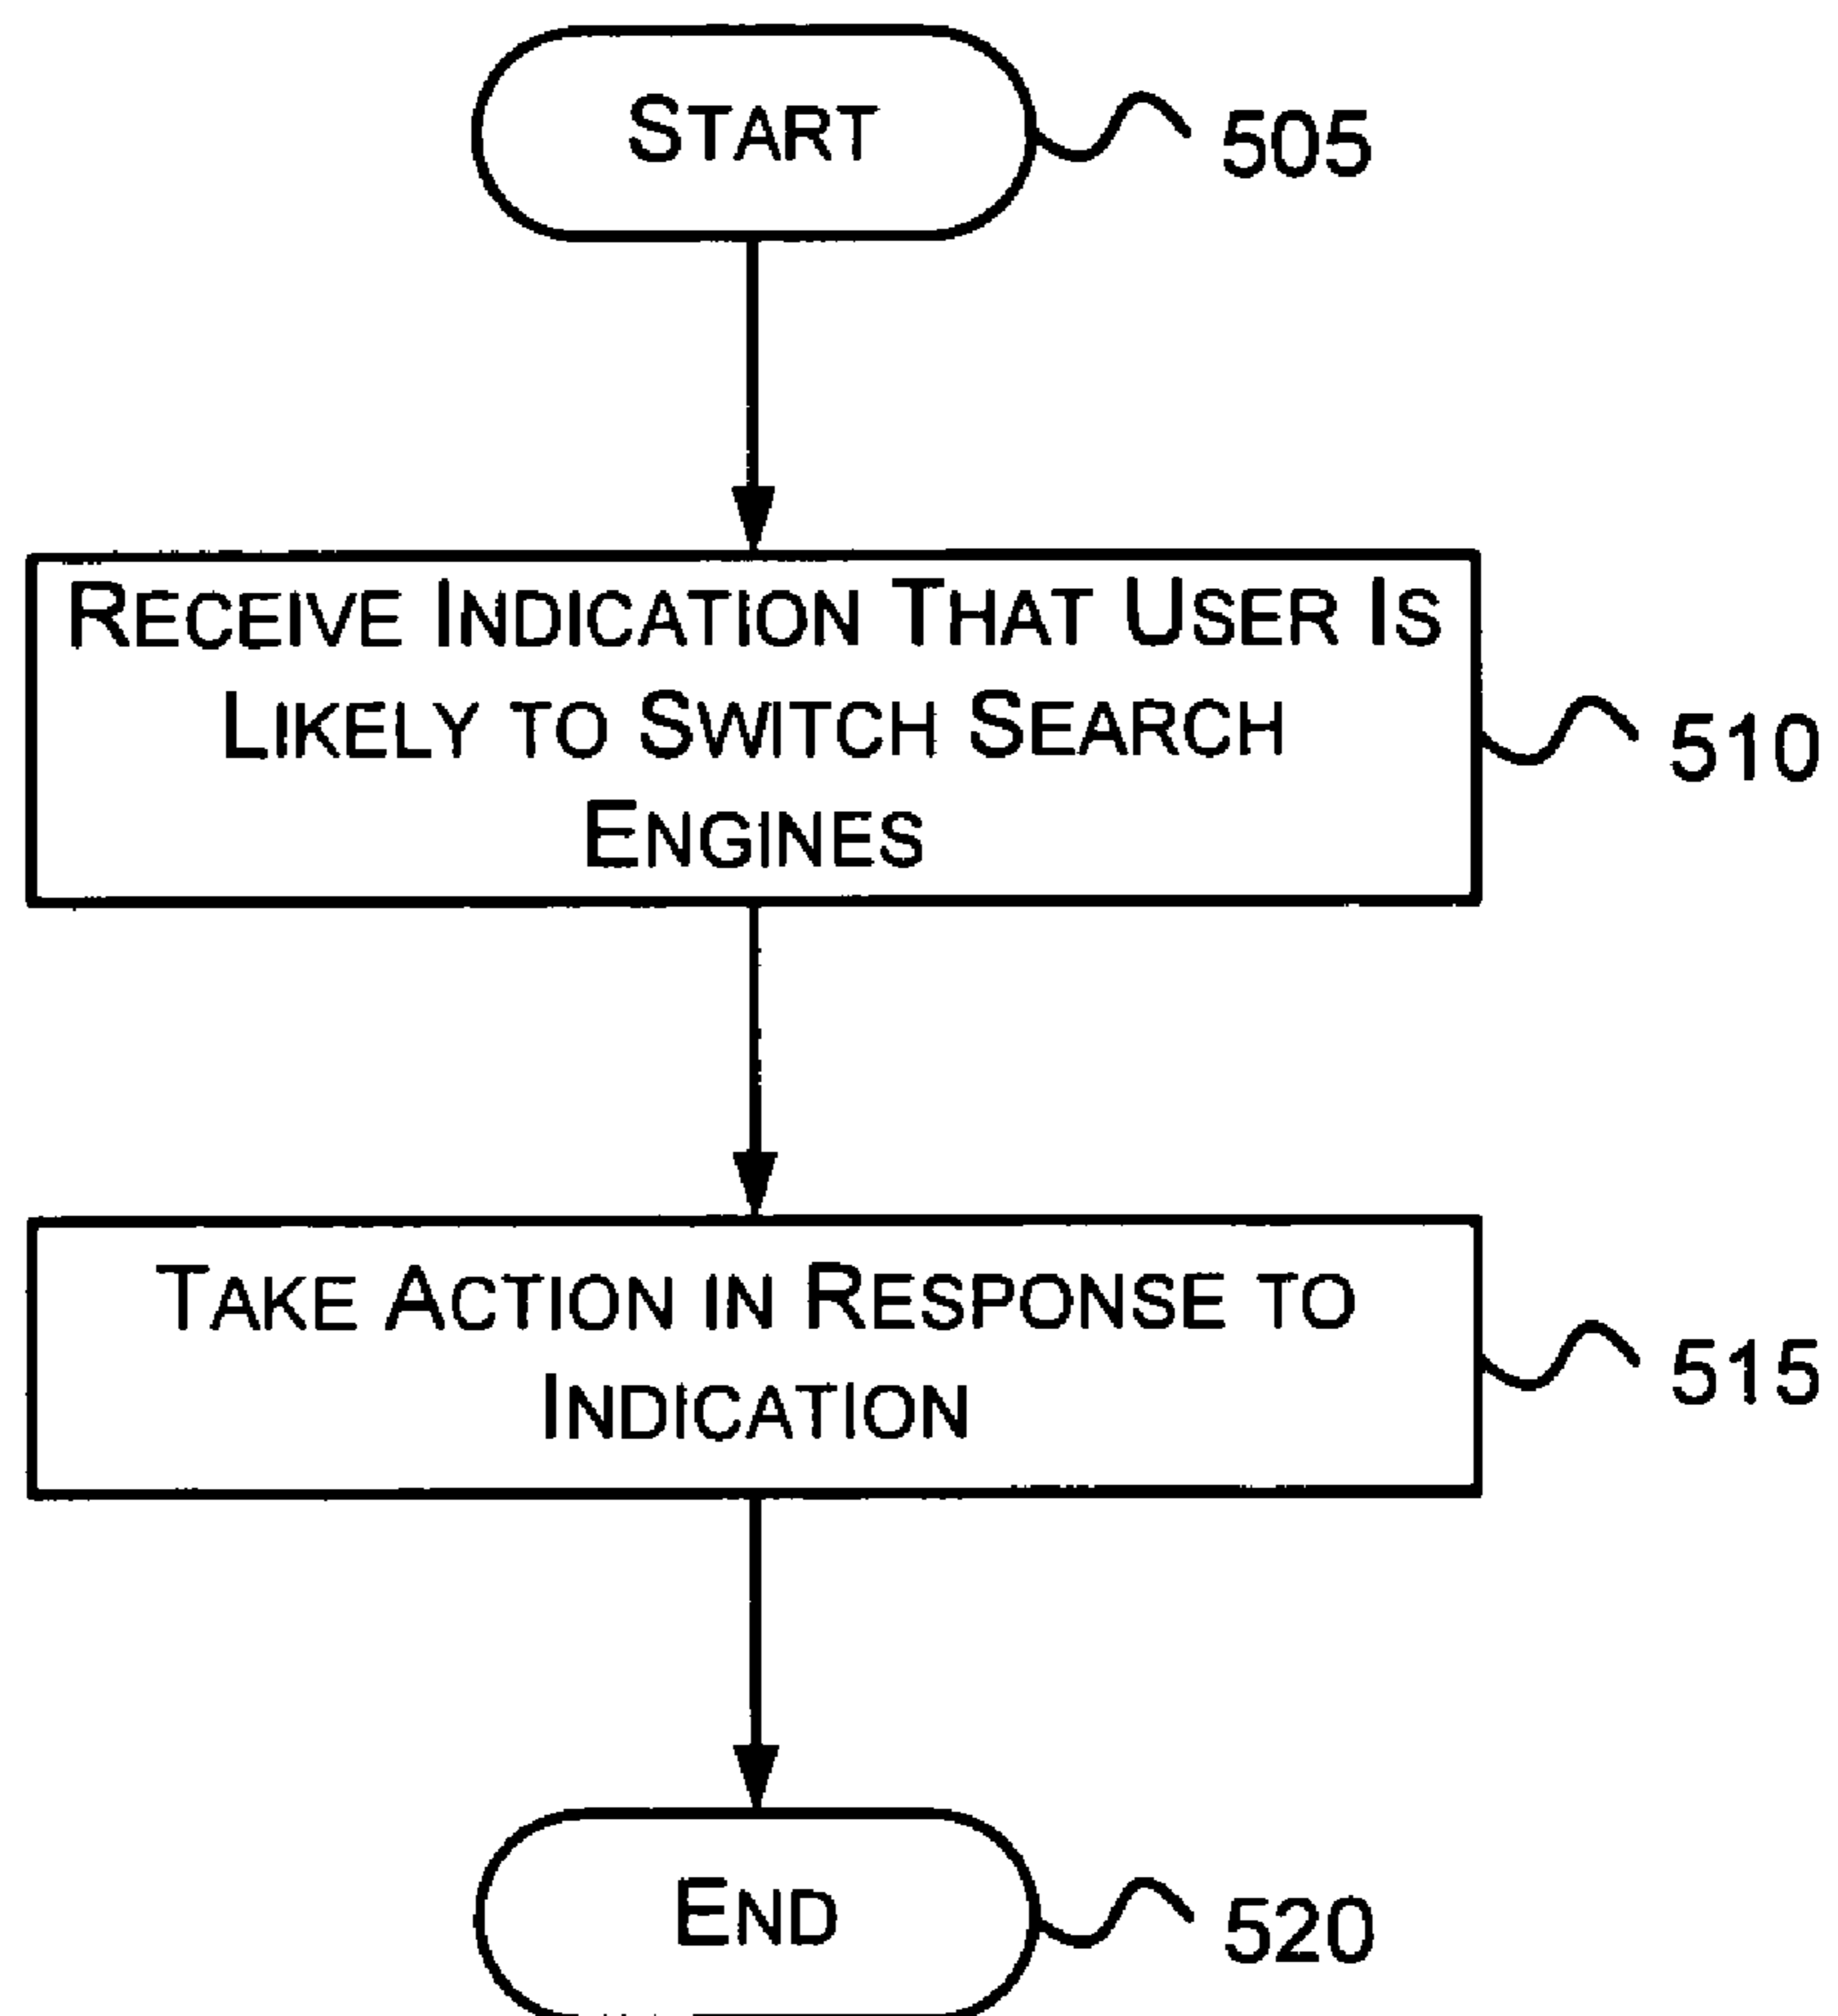 START
505
RECEIVE INDICATION THAT USER IS
LIKELY TO SWITCH SEARCH
ENGINES
510
TAKE ACTION IN RESPONSE TO
INDICATION
515
END
520